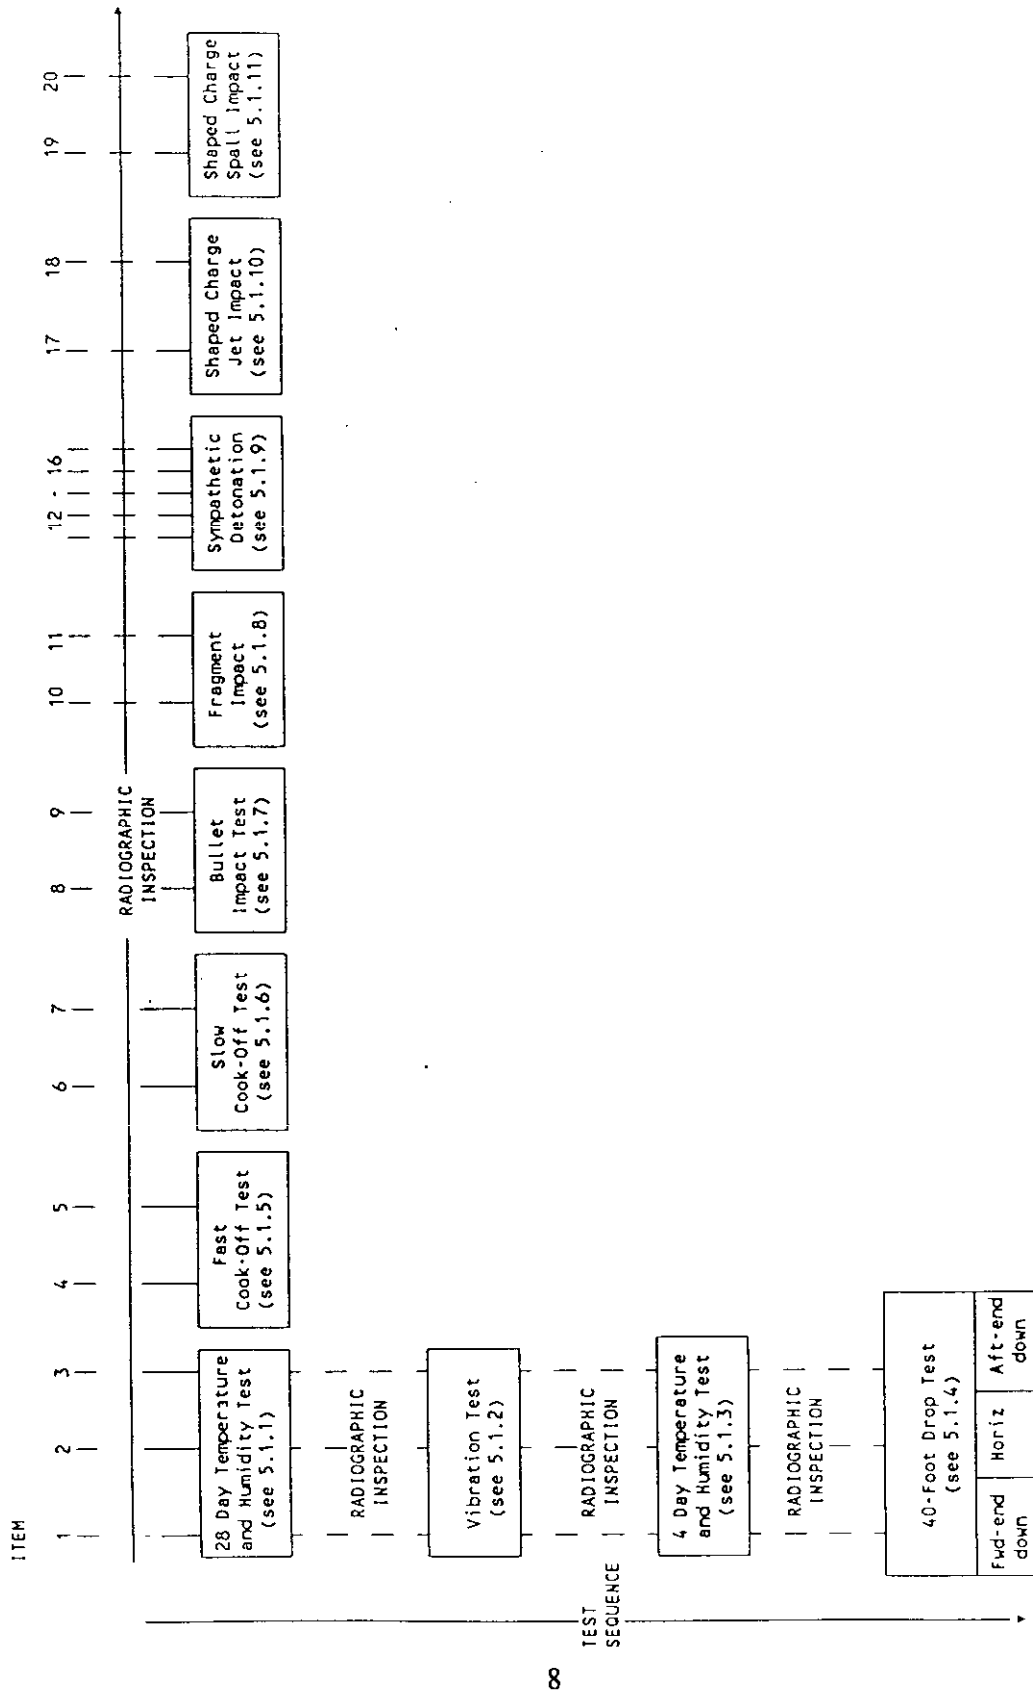 ITEM
1
2
3
4
5
6
7
8
9
10
11
12 - 16
17
18
19
20
RADIOGRAPHIC
INSPECTION
28 Day Temperature
and Humidity Test
(see 5.1.1)
Fast
Cook-Off Test
(see 5.1.5)
Slow
Cook-Off Test
(see 5.1.6)
Bullet
Impact Test
(see 5.1.7)
Fragment
Impact
(see 5.1.8)
Sympathetic
Detonation
(see 5.1.9)
Shaped Charge
Jet Impact
(see 5.1.10)
Shaped Charge
Spall Impact
(see 5.1.11)
RADIOGRAPHIC
INSPECTION
Vibration Test
(see 5.1.2)
TEST
SEQUENCE
RADIOGRAPHIC
INSPECTION
4 Day Temperature
and Humidity Test
(see 5.1.3)
RADIOGRAPHIC
INSPECTION
40-Foot Drop Test
(see 5.1.4)
Fwd-end
down
Horiz
Aft-end
down
8